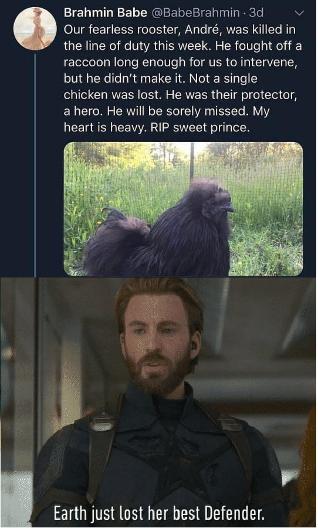 Brahmin Babe @BabeBrahmin · 3d
Our fearless rooster, André, was killed in
the line of duty this week. He fought off a
raccoon long enough for us to intervene,
but he didn't make it. Not a single
chicken was lost. He was their protector,
a hero. He will be sorely missed. My
heart is heavy. RIP sweet prince.
Earth just lost her best Defender.